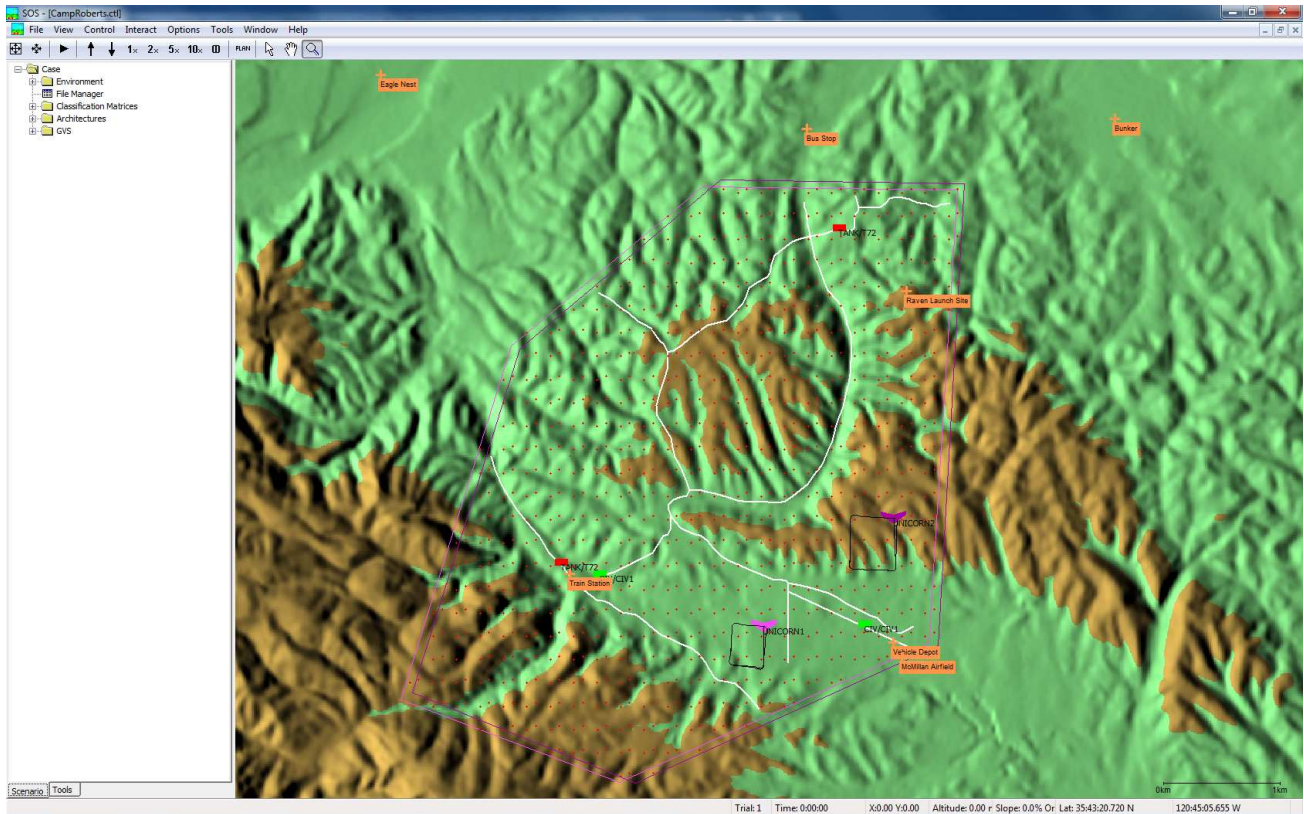 SOS - [CampRoberts.ctl]
File View Control Interact Options Tools Window Help
1x 2x 5x 10x PLAN
Case
Environment
File Manager
Classification Matrices
Architectures
GVS
Eagle Nest
Bus Stop
Bunker
TANK/T72
Raven Launch Site
UNICORN2
NK/T72
/CIV1
Train Station
UNICORN1
CIV/CIV1
Vehicle Depot
McMillan Airfield
0km 1km
Scenario Tools
Trial: 1 Time: 0:00:00 X:0.00 Y:0.00 Altitude: 0.00 r Slope: 0.0% Or Lat: 35:43:20.720 N 120:45:05.655 W